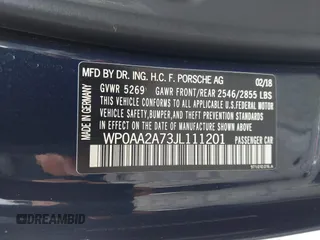 MFD BY DR. ING. H.C. F. PORSCHE AG 02/18
GVWR 5269 GAWR FRONT/REAR 2546/2855 LBS
THIS VEHICLE CONFORMS TO ALL APPLICABLE
U.S. FEDERAL MOTOR VEHICLE
SAFETY, BUMPER, AND THEFT
PREVENTION STANDARDS IN EFFECT ON THE
DATE OF MANUFACTURE SHOWN ABOVE.
WP0AA2A73JL111201 PASSENGER CAR
MADE IN GERMANY
DREAMBID